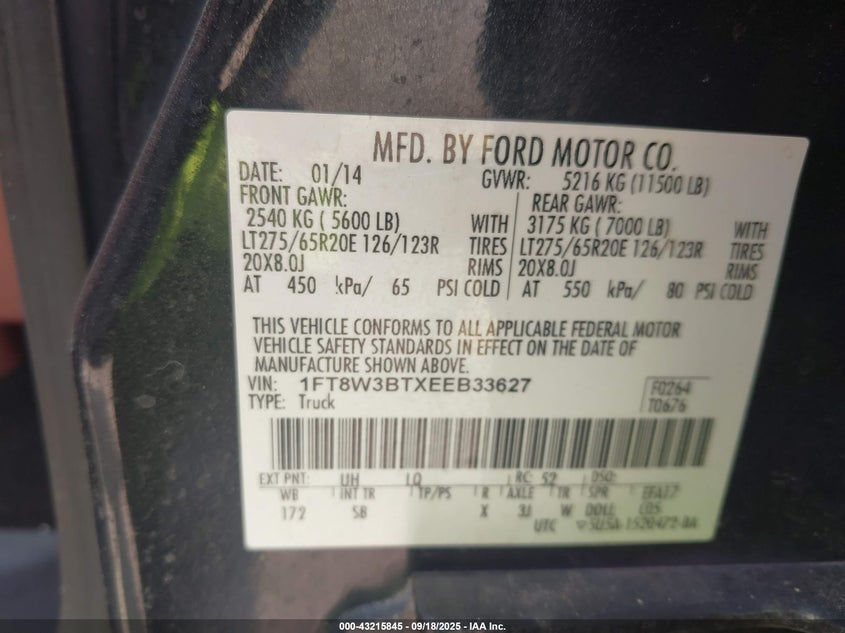 MFD. BY FORD MOTOR CO.
DATE: 01/14 GVWR: 5216 KG (11500 LB)
FRONT GAWR: REAR GAWR:
2540 KG ( 5600 LB) WITH 3175 KG ( 7000 LB) WITH
LT275/65R20E 126/123R TIRES LT275/65R20E 126/123R TIRES
20X8.0J RIMS 20X8.0J RIMS
AT 450 kPa/ 65 PSI COLD AT 550 kPa/ 80 PSI COLD
THIS VEHICLE CONFORMS TO ALL APPLICABLE FEDERAL MOTOR
VEHICLE SAFETY STANDARDS IN EFFECT ON THE DATE OF
MANUFACTURE SHOWN ABOVE.
VIN: 1FT8W3BTXEEB33627 F0264
TYPE: Truck T0676
EXT PNT: UH LQ RC: 52 DSO:
WB INT TR TP/PS R AXLE TR SPR
172 SB X 3J W
UTC
000-43215845 - 09/18/2025 - IAA Inc.